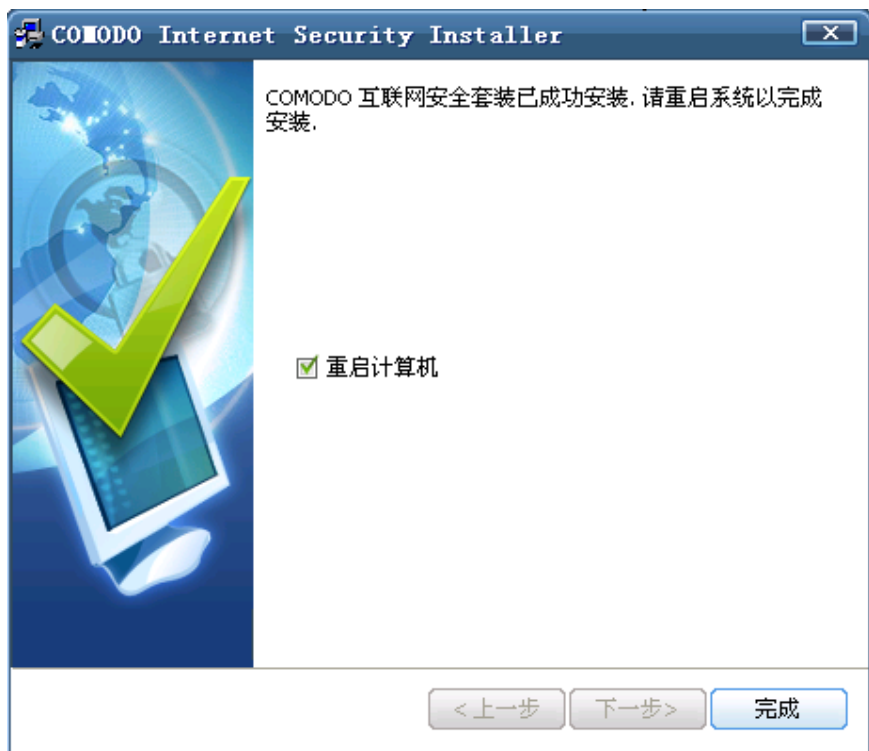 COMODO Internet Security Installer
COMODO 互联网安全套装已成功安装. 请重启系统以完成
安装.
重启计算机
<上一步 下一步> 完成